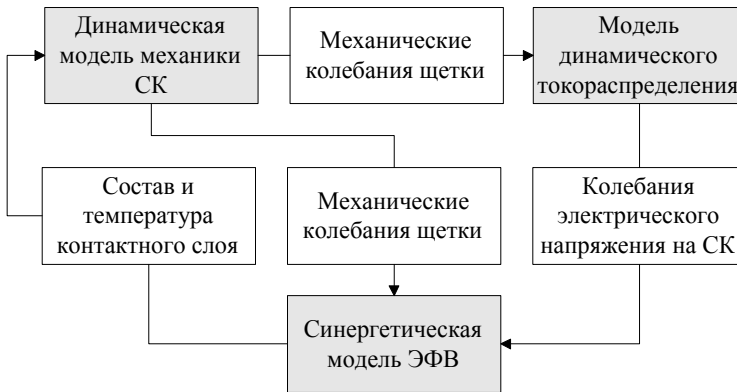 Динамическая
модель механики
СК
Механические
колебания щетки
Модель
динамического
токораспределения
Состав и
температура
контактного слоя
Механические
колебания щетки
Колебания
электрического
напряжения на СК
Синергетическая
модель ЭФВ